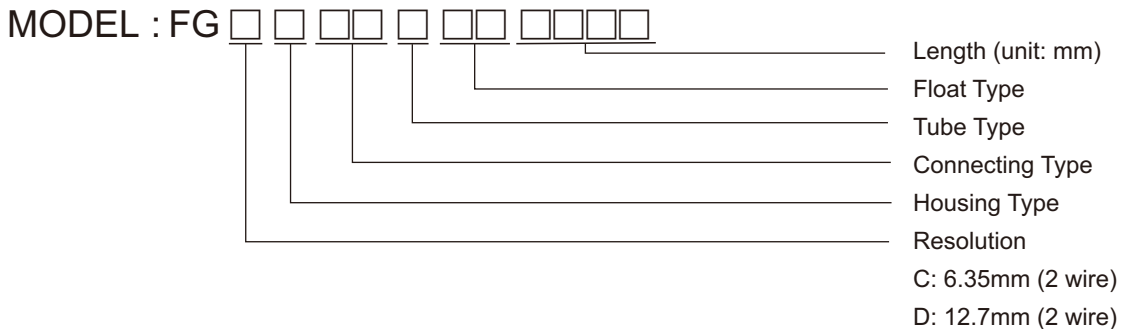 MODEL : FG □ □ □□ □ □□ □□□□
Length (unit: mm)
Float Type
Tube Type
Connecting Type
Housing Type
Resolution
C: 6.35mm (2 wire)
D: 12.7mm (2 wire)